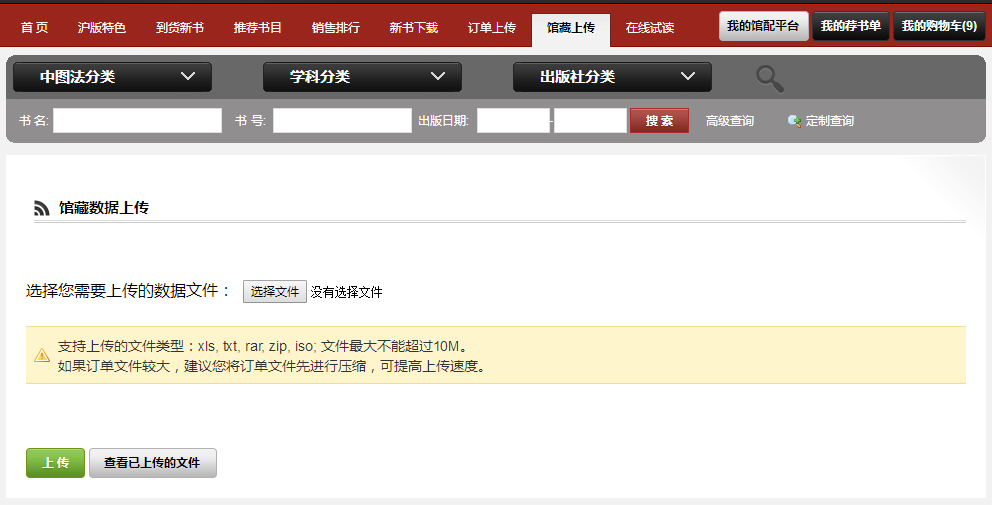 首 页 沪版特色 到货新书 推荐书目 销售排行 新书下载 订单上传 馆藏上传 在线试读 我的馆配平台 我的荐书单 我的购物车(9)
中图法分类 学科分类 出版社分类
书 名: 书 号: 出版日期: - 搜 索 高级查询 定制查询
馆藏数据上传
选择您需要上传的数据文件： 选择文件 没有选择文件
支持上传的文件类型：xls, txt, rar, zip, iso; 文件最大不能超过10M。
如果订单文件较大，建议您将订单文件先进行压缩，可提高上传速度。
上 传 查看已上传的文件